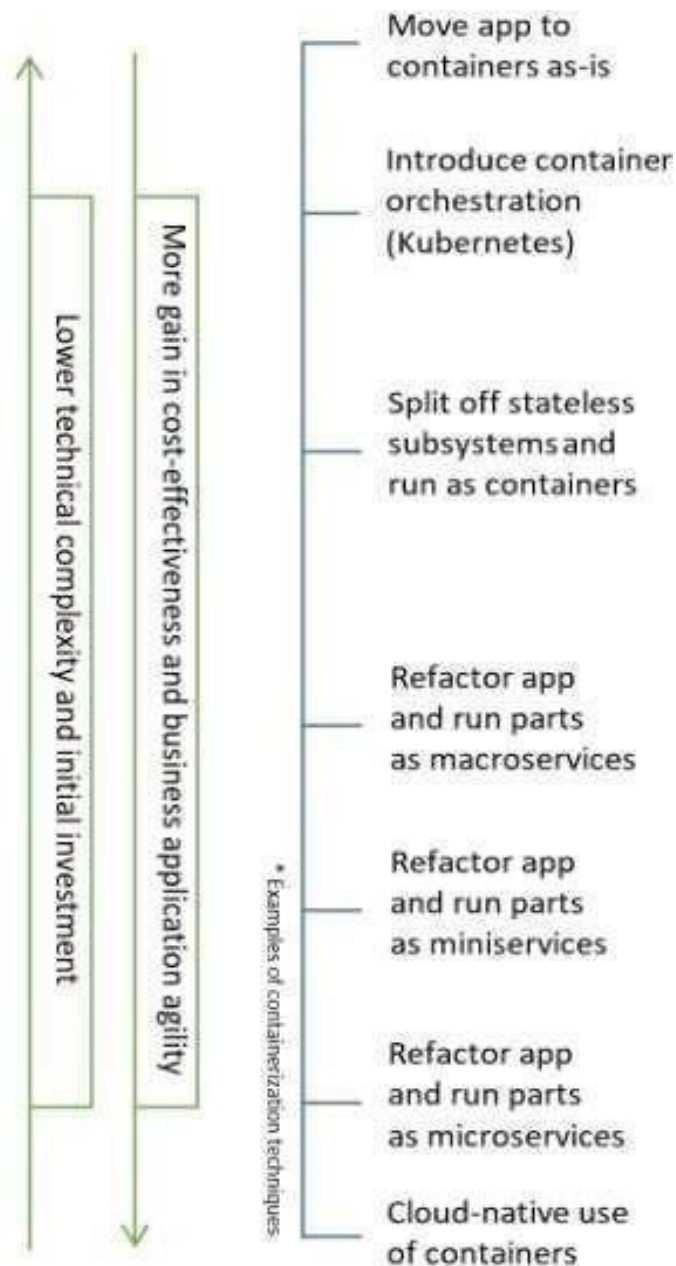 Lower technical complexity and initial investment
More gain in cost-effectiveness and business application agility
* Examples of containerization techniques
Move app to
containers as-is
Introduce container
orchestration
(Kubernetes)
Split off stateless
subsystems and
run as containers
Refactor app
and run parts
as macroservices
Refactor app
and run parts
as miniservices
Refactor app
and run parts
as microservices
Cloud-native use
of containers